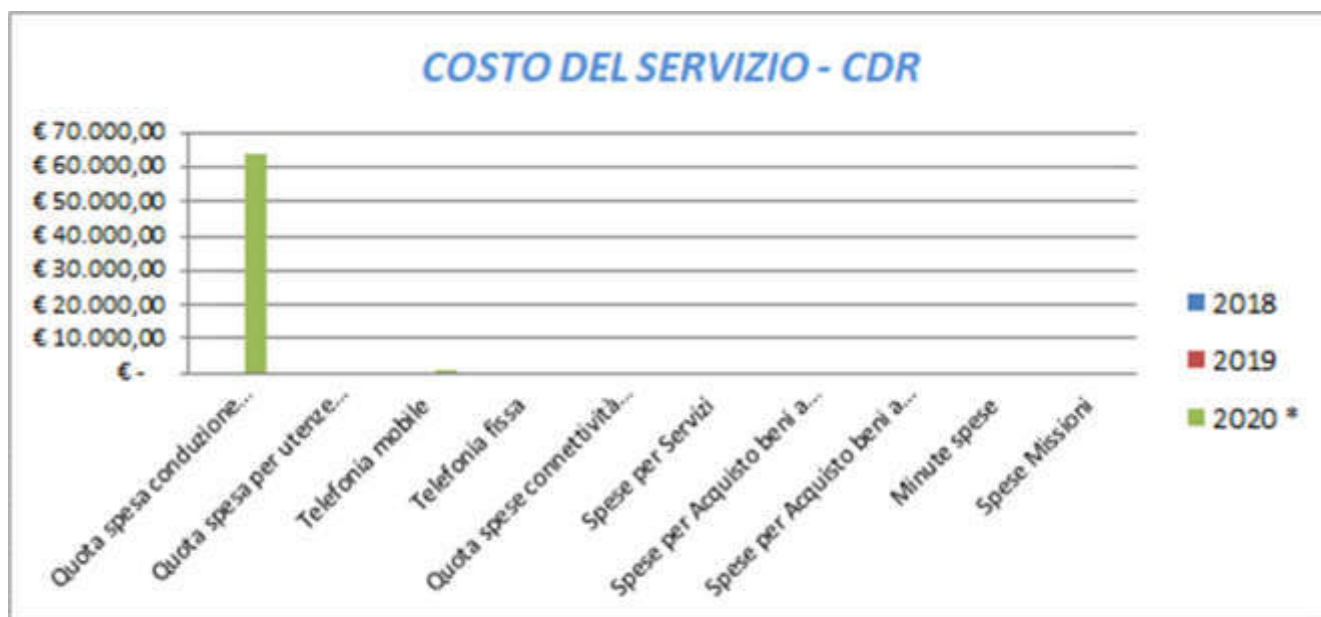 COSTO DEL SERVIZIO - CDR
€ 70.000,00
€ 60.000,00
€ 50.000,00
€ 40.000,00
€ 30.000,00
€ 20.000,00
€ 10.000,00
€ -
Quota spesa conduzione...
Quota spesa per utenze...
Telefonia mobile
Telefonia fissa
Quota spese connettività...
Spese per Servizi
Spese per Acquisto beni a...
Spese per Acquisto beni a...
Minute spese
Spese Missioni
2018
2019
2020 *